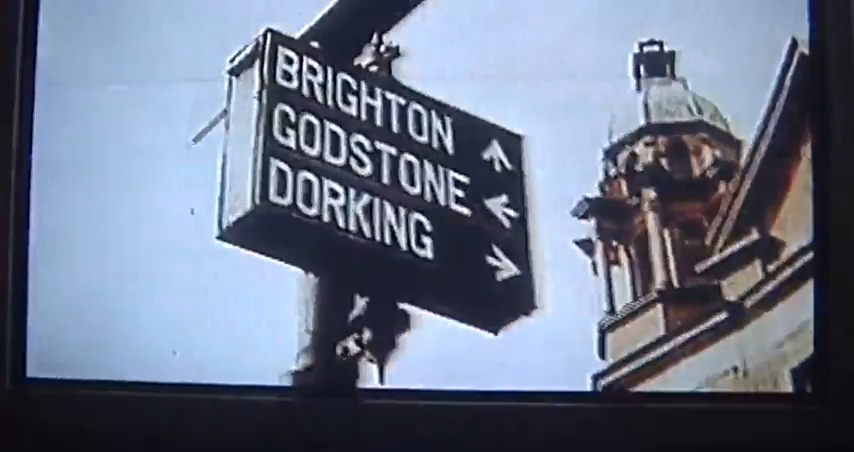 BRIGHTON ↑
GODSTONE ←
DORKING →